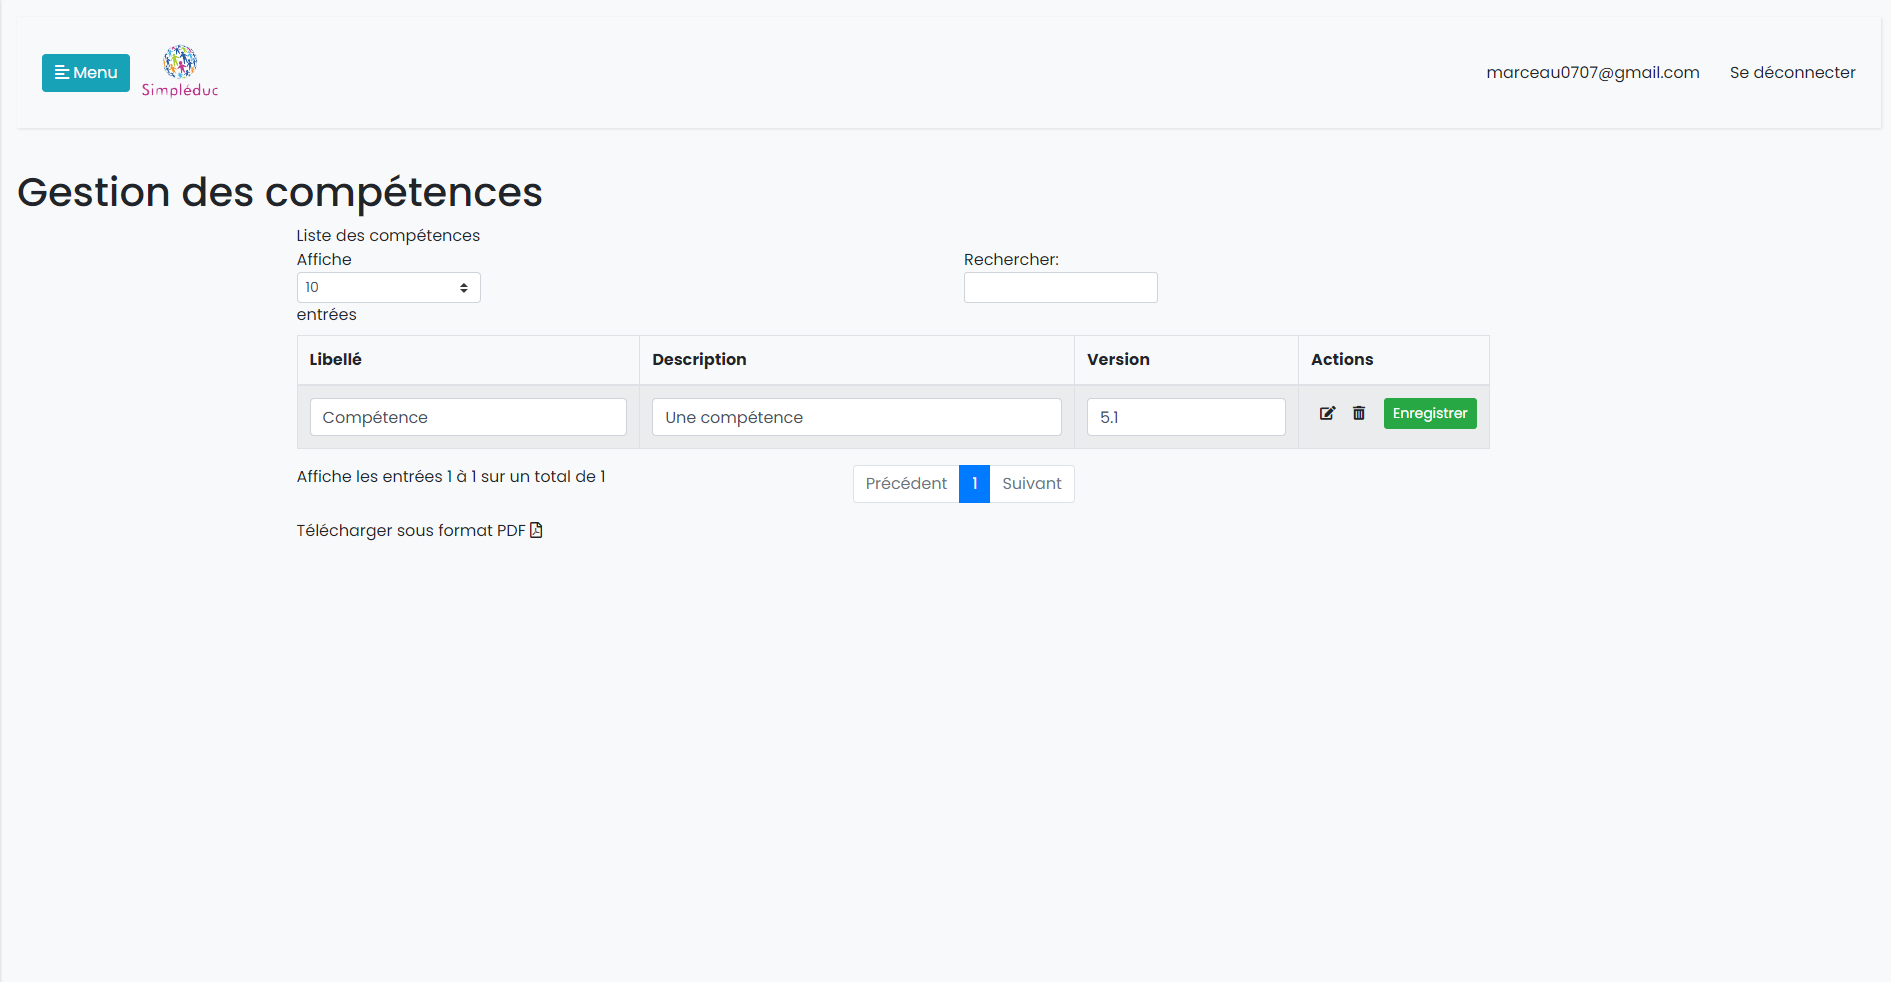 Menu
Simpléduc
marceau0707@gmail.com
Se déconnecter
Gestion des compétences
Liste des compétences
Affiche
10
entrées
Rechercher:
Libellé Description Version Actions
Compétence Une compétence 5.1 Enregistrer
Affiche les entrées 1 à 1 sur un total de 1
Précédent 1 Suivant
Télécharger sous format PDF